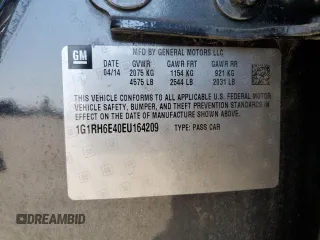 GM
MFD BY GENERAL MOTORS LLC
DATE GVWR GAWR FRT GAWR RR
04/14 2075 KG 1154 KG 921 KG
4575 LB 2544 LB 2031 LB
THIS VEHICLE CONFORMS TO ALL APPLICABLE U.S. FEDERAL MOTOR
VEHICLE SAFETY, BUMPER, AND THEFT PREVENTION STANDARDS IN
EFFECT ON THE DATE OF MANUFACTURE SHOWN ABOVE.
1G1RH6E40EU164209 TYPE: PASS CAR
DREAMBID